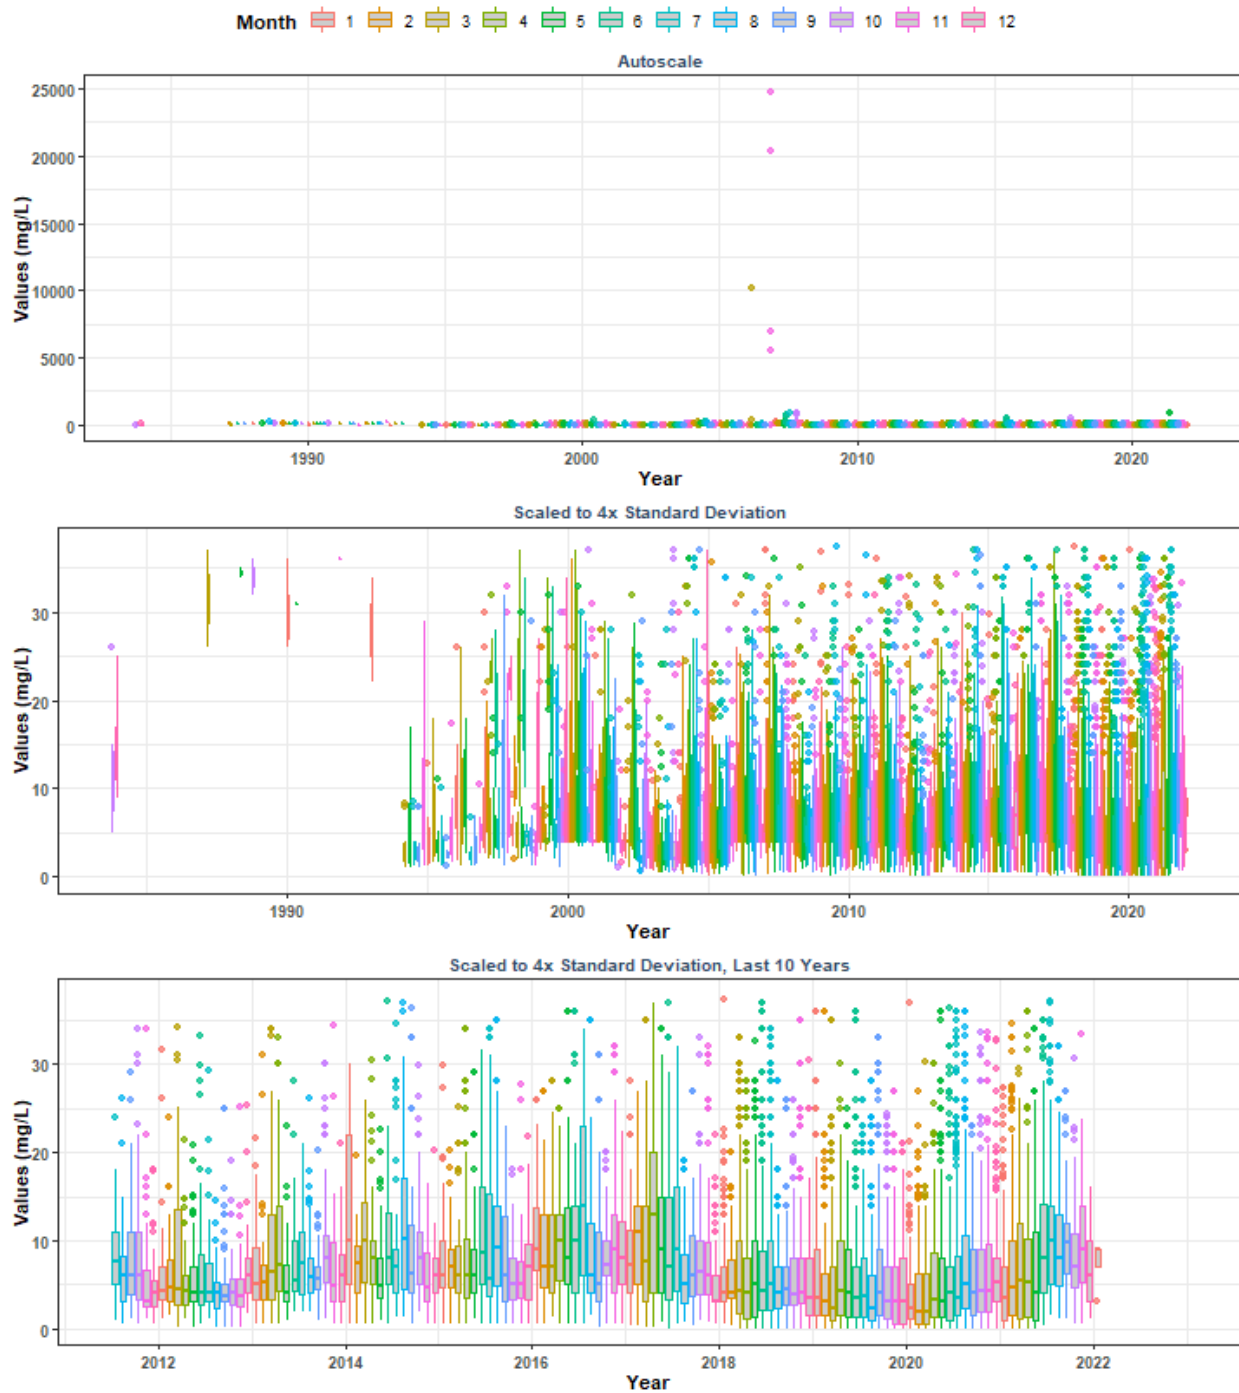 Month 1 2 3 4 5 6 7 8 9 10 11 12
Autoscale
Values (mg/L)
25000
20000
15000
10000
5000
0
1990 2000 2010 2020
Year
Scaled to 4x Standard Deviation
Values (mg/L)
30
20
10
0
1990 2000 2010 2020
Year
Scaled to 4x Standard Deviation, Last 10 Years
Values (mg/L)
30
20
10
0
2012 2014 2016 2018 2020 2022
Year